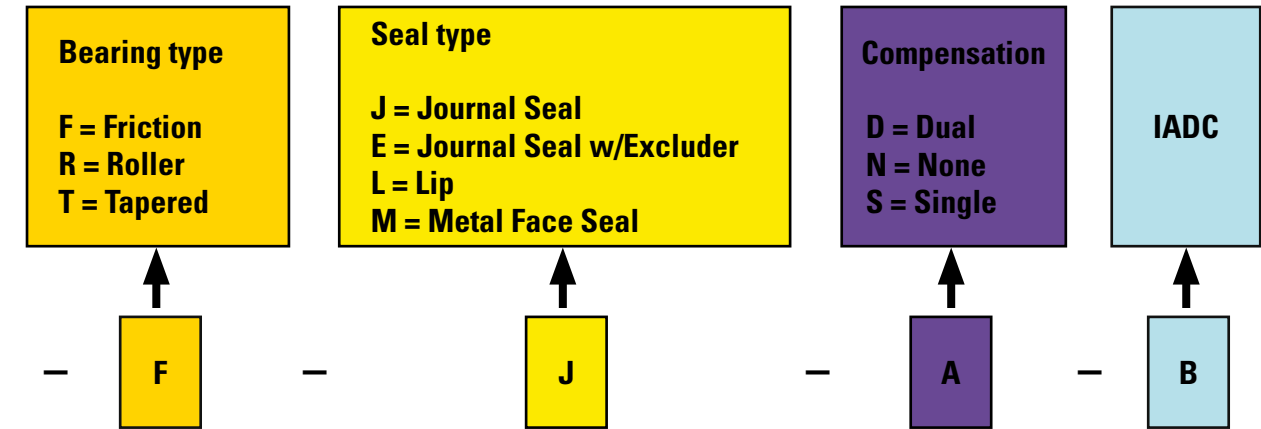 Bearing type
F = Friction
R = Roller
T = Tapered
Seal type
J = Journal Seal
E = Journal Seal w/Excluder
L = Lip
M = Metal Face Seal
Compensation
D = Dual
N = None
S = Single
IADC
– F – J – A – B